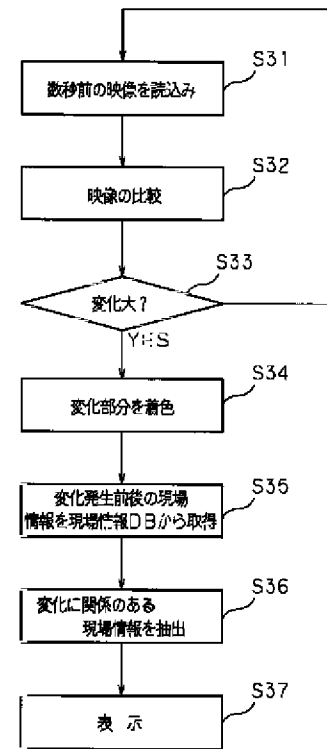 S31
数秒前の映像を読込み
S32
映像の比較
S33
変化大?
YES
S34
変化部分を着色
S35
変化発生前後の現場
情報を現場情報DBから取得
S36
変化に関係のある
現場情報を抽出
S37
表 示